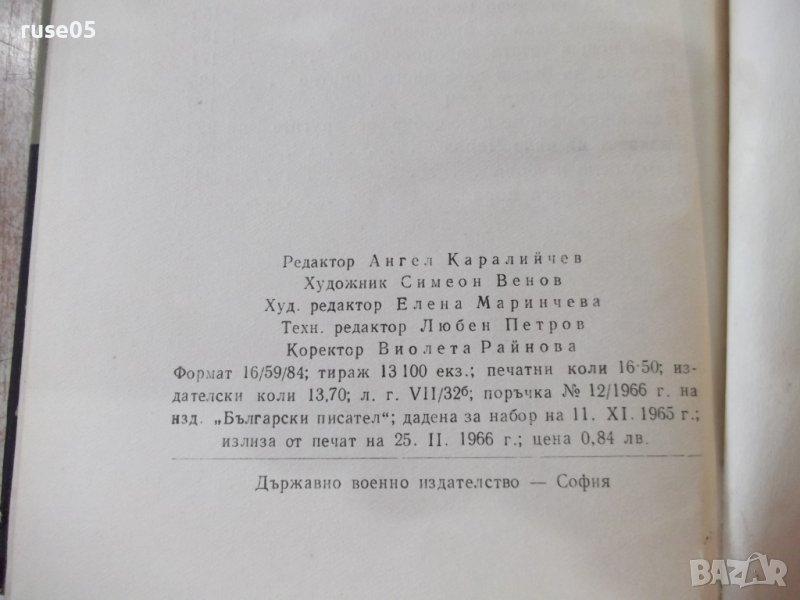 ruse05
Редактор Ангел Каралийчев
Художник Симеон Венов
Худ. редактор Елена Маринчева
Техн. редактор Любен Петров
Коректор Виолета Райнова
Формат 16/59/84; тираж 13 100 екз.; печатни коли 16·50; из-
дателски коли 13,70; л. г. VII/32б; поръчка № 12/1966 г. на
изд. „Български писател“; дадена за набор на 11. XI. 1965 г.;
излиза от печат на 25. II. 1966 г.; цена 0,84 лв.
Държавно военно издателство — София
BAZAR